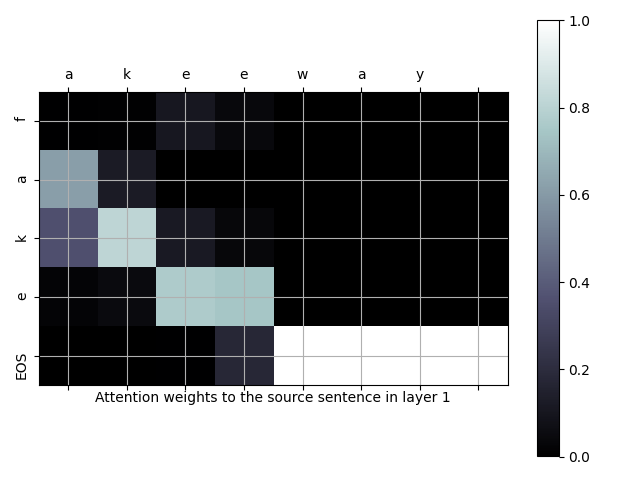 a k e e w a y
f
a
k
e
EOS
Attention weights to the source sentence in layer 1
1.0
0.8
0.6
0.4
0.2
0.0